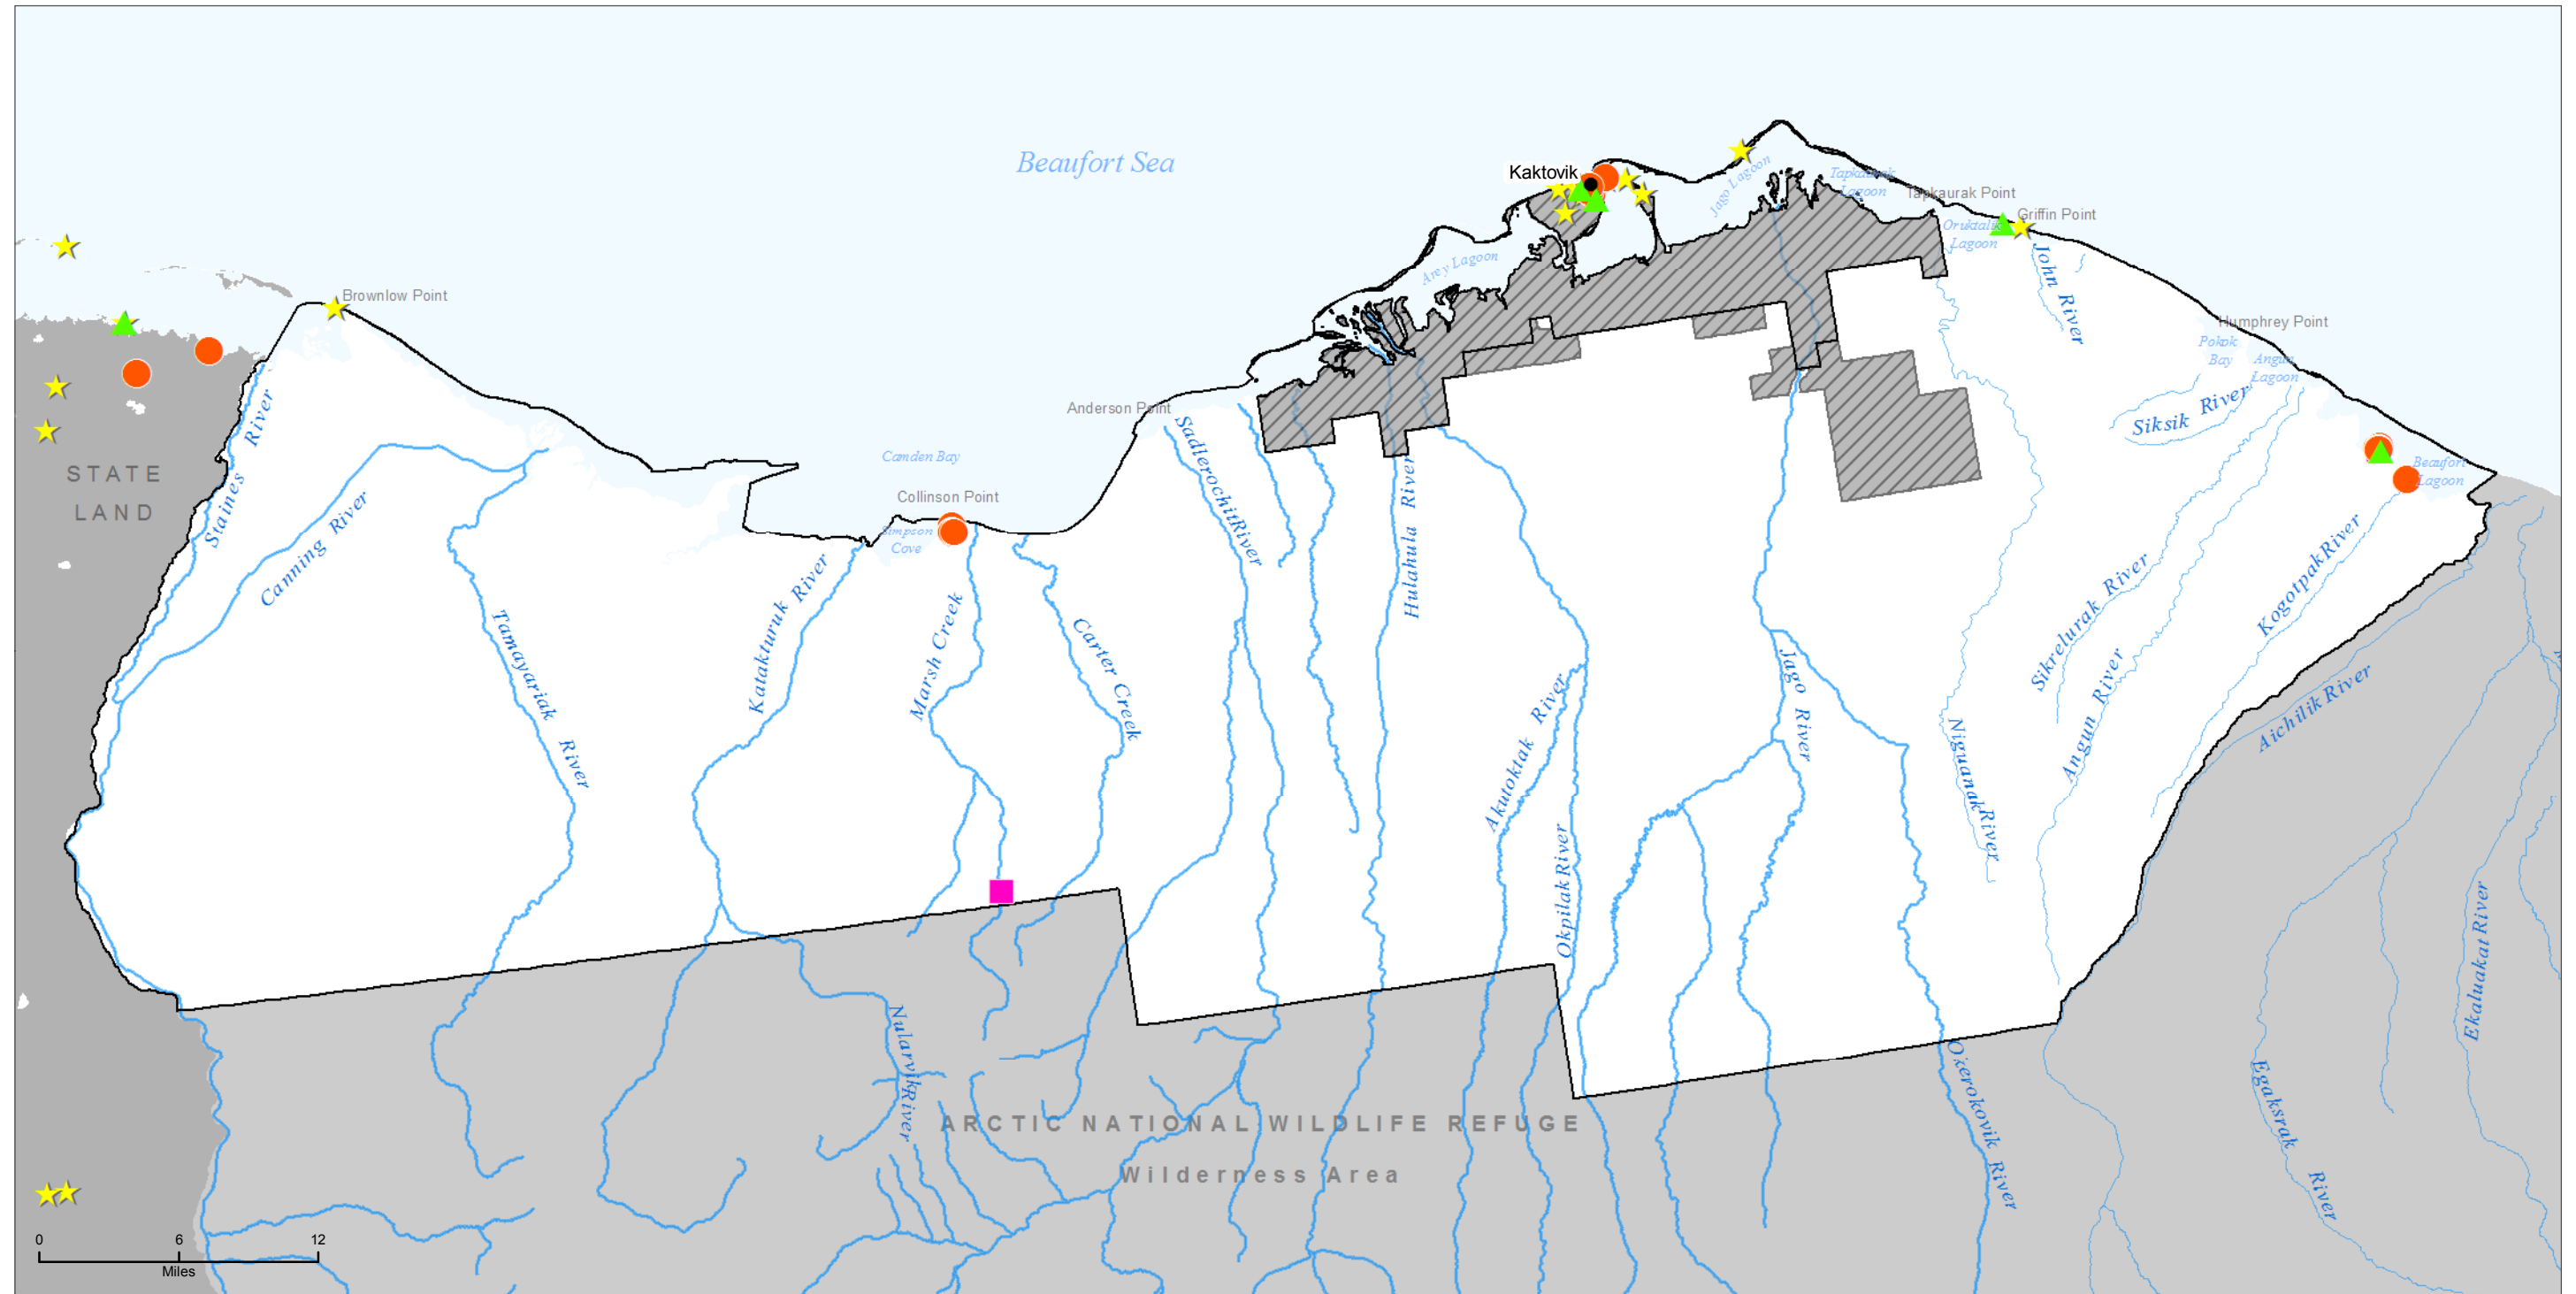 Beaufort Sea
Kaktovik
Jago Lagoon
Tapkaurak
Lagoon
Tapkaurak Point
Griffin Point
Oruktalik
Lagoon
John River
Arey Lagoon
Brownlow Point
Humphrey Point
Pokok
Bay
Angun
Lagoon
Siksik River
Anderson Point
Camden Bay
Collinson Point
Simpson
Cove
Beaufort
Lagoon
STATE
LAND
Staines River
Canning River
Tamayariak River
Katakturuk River
Marsh Creek
Carter Creek
Sadlerochit River
Hulahula River
Akutoktak River
Okpilak River
Jago River
Niguanak River
Sikrelurak River
Angun River
Kogotpak River
Aichilik River
Nularvik River
Okerokovik River
Egaksrak River
Ekaluakat River
ARCTIC NATIONAL WILDLIFE REFUGE
Wilderness Area
0 6 12
Miles